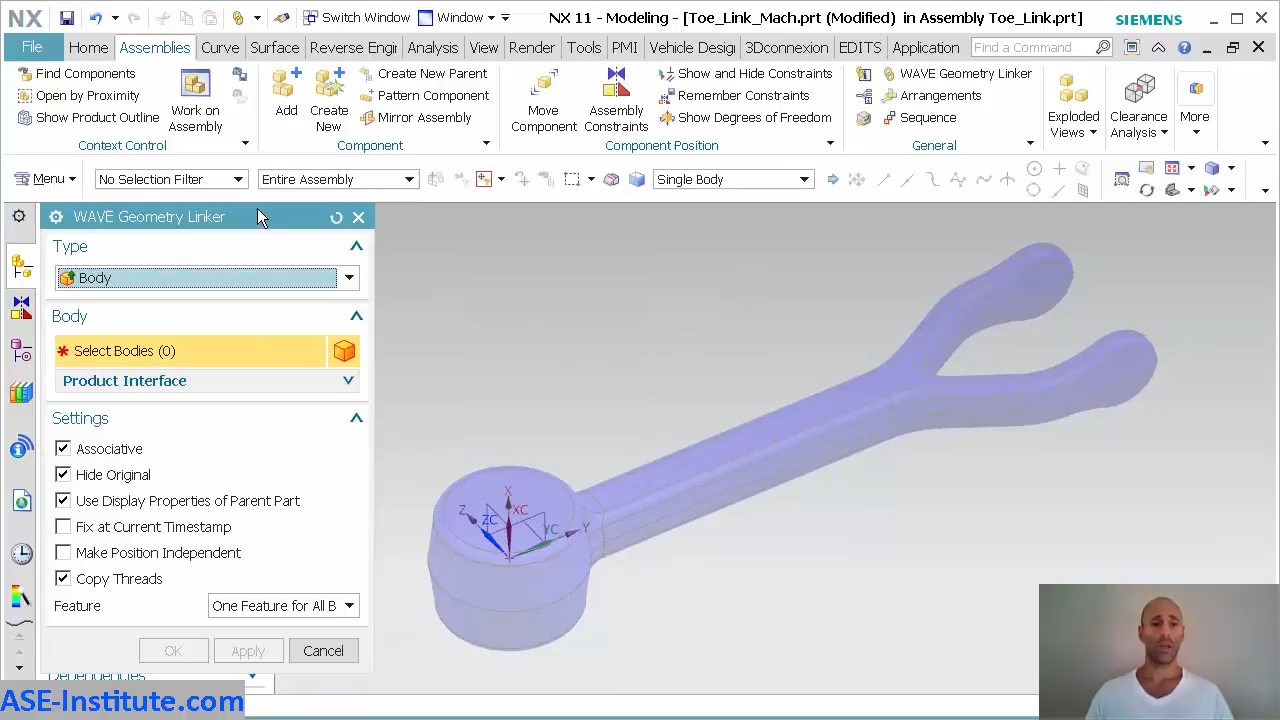 NX
Switch Window
Window
NX 11 - Modeling - [Toe_Link_Mach.prt (Modified) in Assembly Toe_Link.prt]
SIEMENS
File
Home
Assemblies
Curve
Surface
Reverse Engi
Analysis
View
Render
Tools
PMI
Vehicle Desig
3Dconnexion
EDITS
Application
Find a Command
Find Components
Open by Proximity
Show Product Outline
Work on
Assembly
Context Control
Add
Create
New
Create New Parent
Pattern Component
Mirror Assembly
Component
Move
Component
Assembly
Constraints
Show and Hide Constraints
Remember Constraints
Show Degrees of Freedom
Component Position
WAVE Geometry Linker
Arrangements
Sequence
General
Exploded
Views
Clearance
Analysis
More
Menu
No Selection Filter
Entire Assembly
Single Body
WAVE Geometry Linker
Type
Body
Body
* Select Bodies (0)
Product Interface
Settings
Associative
Hide Original
Use Display Properties of Parent Part
Fix at Current Timestamp
Make Position Independent
Copy Threads
Feature
One Feature for All B
OK
Apply
Cancel
X
XC
Z
ZC
YC
Y
ASE-Institute.com